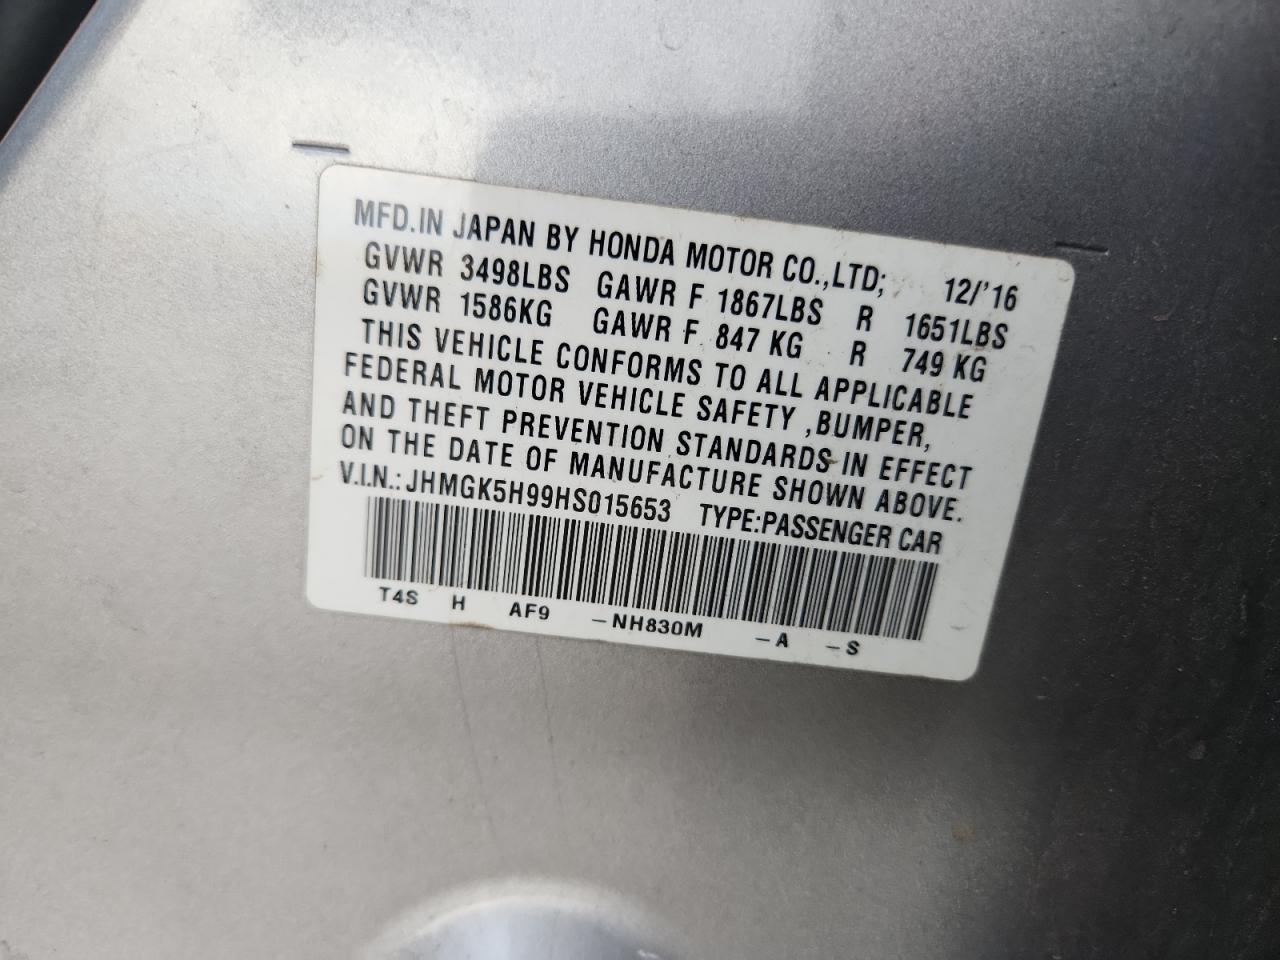 MFD.IN JAPAN BY HONDA MOTOR CO.,LTD; 12/'16
GVWR 3498LBS GAWR F 1867LBS R 1651LBS
GVWR 1586KG GAWR F 847 KG R 749 KG
THIS VEHICLE CONFORMS TO ALL APPLICABLE
FEDERAL MOTOR VEHICLE SAFETY ,BUMPER,
AND THEFT PREVENTION STANDARDS IN EFFECT
ON THE DATE OF MANUFACTURE SHOWN ABOVE.
V.I.N.: JHMGK5H99HS015653 TYPE:PASSENGER CAR
T4S H AF9 –NH830M –A –S